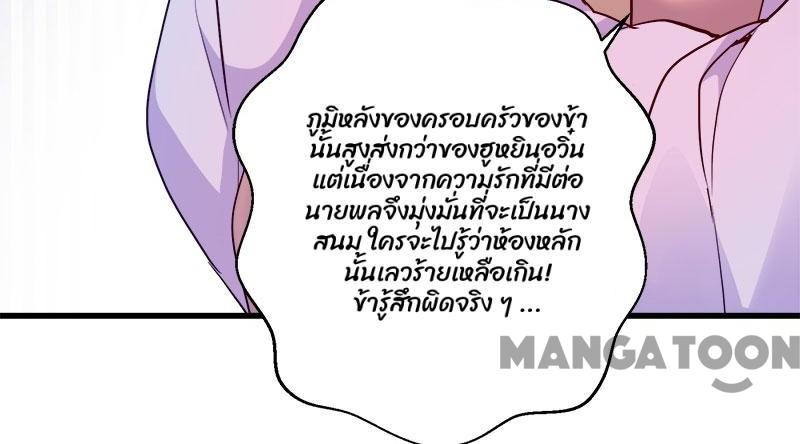 ภูมิหลังของครอบครัวของข้า
นั้นสูงส่งกว่าของฮูหยินอวิ๋น
แต่เนื่องจากความรักที่มีต่อ
นายพลจึงมุ่งมั่นที่จะเป็นนาง
สนม ใครจะไปรู้ว่าห้องหลัก
นั้นเลวร้ายเหลือเกิน!
ข้ารู้สึกผิดจริง ๆ ...
MANGATOON